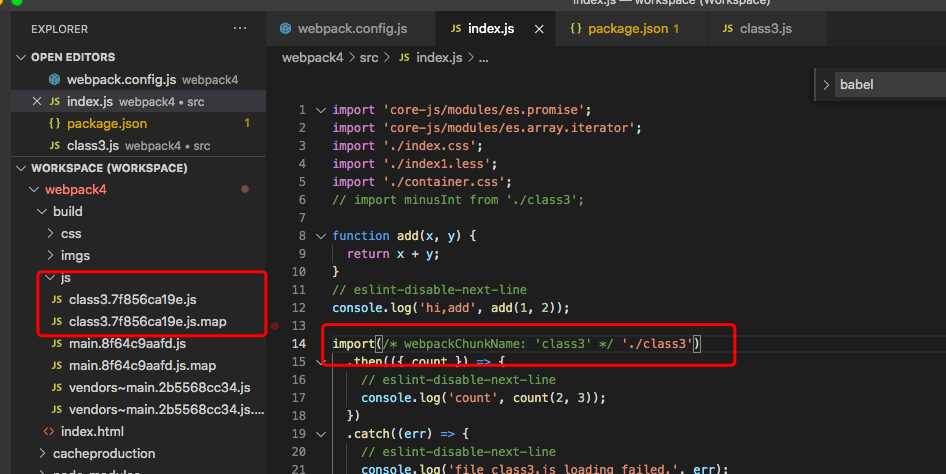 index.js — workspace (Workspace)
EXPLORER
webpack.config.js
JS index.js
{ } package.json 1
JS class3.js
OPEN EDITORS
webpack.config.js webpack4
JS index.js webpack4 • src
{ } package.json 1
JS class3.js webpack4 • src
WORKSPACE (WORKSPACE)
webpack4
build
css
imgs
js
JS class3.7f856ca19e.js
JS class3.7f856ca19e.js.map
JS main.8f64c9aafd.js
JS main.8f64c9aafd.js.map
JS vendors~main.2b5568cc34.js
JS vendors~main.2b5568cc34.js....
index.html
cacheproduction
node_modules
webpack4 > src > JS index.js > ...
babel
1 import 'core-js/modules/es.promise';
2 import 'core-js/modules/es.array.iterator';
3 import './index.css';
4 import './index1.less';
5 import './container.css';
6 // import minusInt from './class3';
7
8 function add(x, y) {
9 return x + y;
10 }
11 // eslint-disable-next-line
12 console.log('hi,add', add(1, 2));
13
14 import(/* webpackChunkName: 'class3' */ './class3')
15 .then(({ count }) => {
16 // eslint-disable-next-line
17 console.log('count', count(2, 3));
18 })
19 .catch((err) => {
20 // eslint-disable-next-line
21 console.log('file class3.js loading failed.', err);